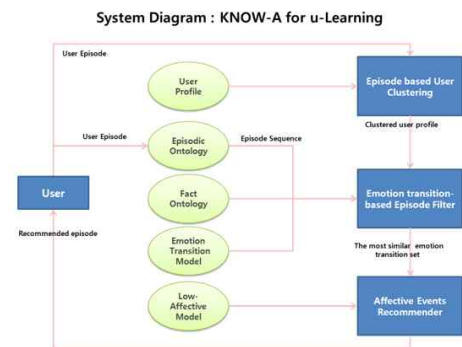 System Diagram : KNOW-A for u-Learning
User Episode
User
Profile
Episode based User
Clustering
Clustered user profile
User Episode
Episodic
Ontology
Episode Sequence
User
Fact
Ontology
Emotion transition-
based Episode Filter
Recommended episode
Emotion
Transition
Model
The most similar emotion
transition set
Low-
Affective
Model
Affective Events
Recommender